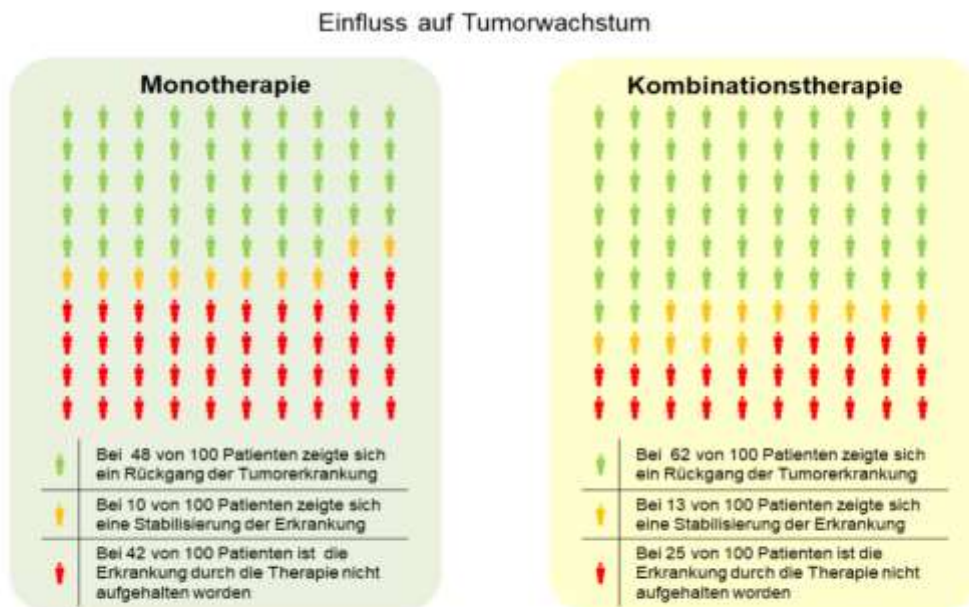 Einfluss auf Tumorwachstum
Monotherapie
Bei 48 von 100 Patienten zeigte sich
ein Rückgang der Tumorerkrankung
Bei 10 von 100 Patienten zeigte sich
eine Stabilisierung der Erkrankung
Bei 42 von 100 Patienten ist die
Erkrankung durch die Therapie nicht
aufgehalten worden
Kombinationstherapie
Bei 62 von 100 Patienten zeigte sich
ein Rückgang der Tumorerkrankung
Bei 13 von 100 Patienten zeigte sich
eine Stabilisierung der Erkrankung
Bei 25 von 100 Patienten ist die
Erkrankung durch die Therapie nicht
aufgehalten worden